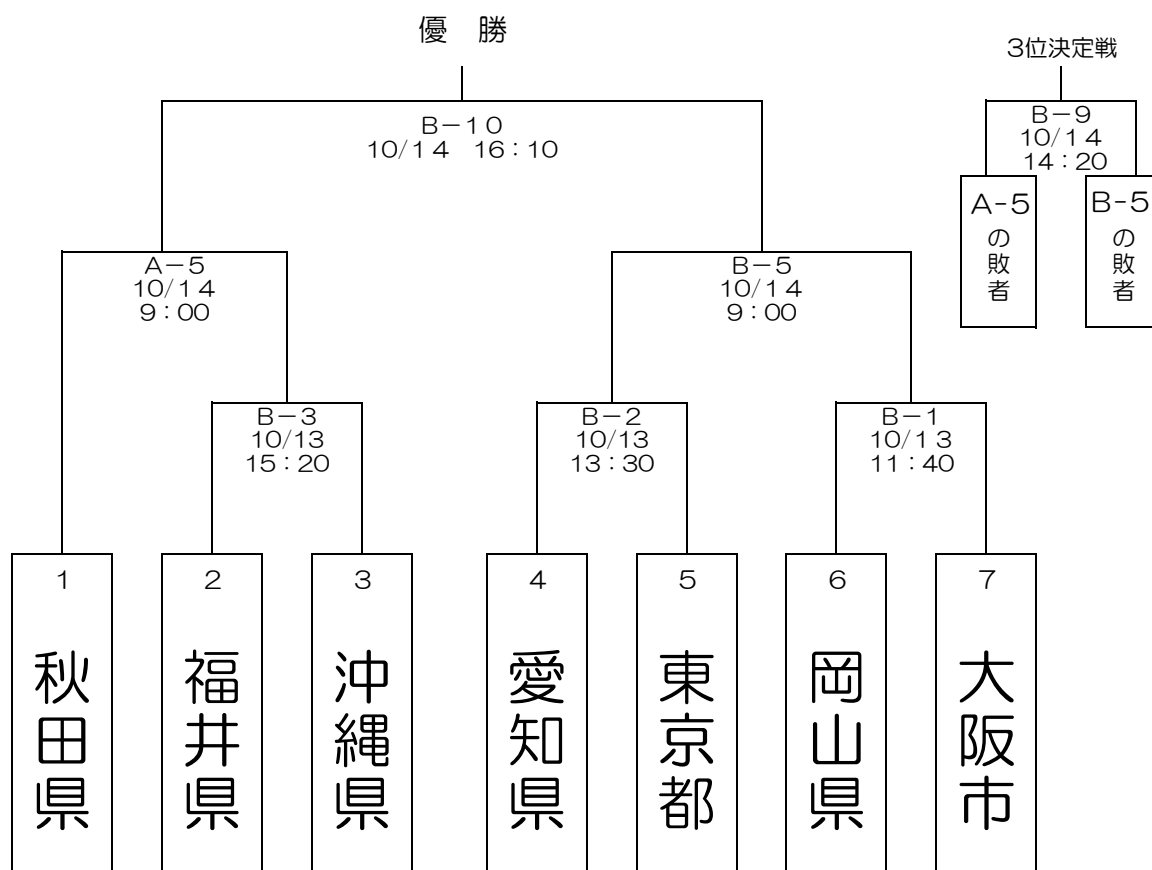 優　勝
3位決定戦
B－10
10/14　16：10
B－9
10/14
14：20
A-5
の敗者
B-5
の敗者
A－5
10/14
9：00
B－5
10/14
9：00
B－3
10/13
15：20
B－2
10/13
13：30
B－1
10/13
11：40
1
秋田県
2
福井県
3
沖縄県
4
愛知県
5
東京都
6
岡山県
7
大阪市